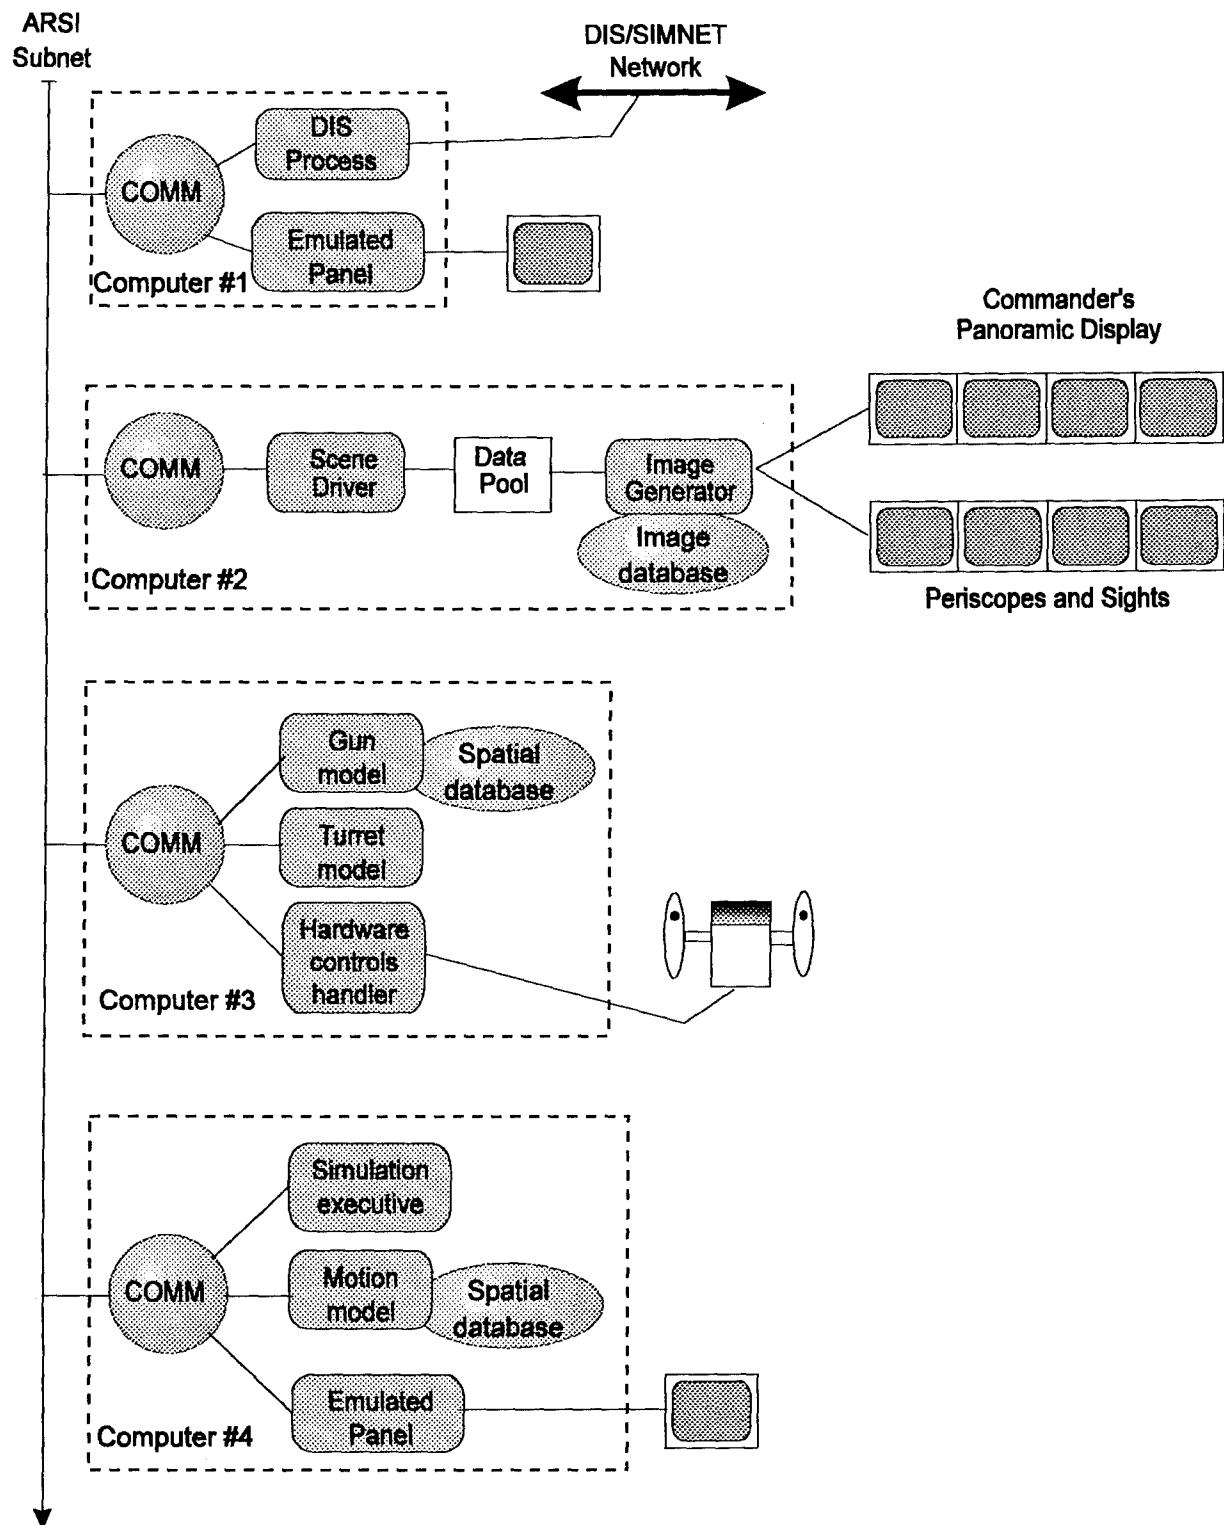 ARSI
Subnet
DIS/SIMNET
Network
DIS
Process
COMM
Emulated
Panel
Computer #1
Commander's
Panoramic Display
COMM
Scene
Driver
Data
Pool
Image
Generator
Image
database
Computer #2
Periscopes and Sights
Gun
model
Spatial
database
COMM
Turret
model
Hardware
controls
handler
Computer #3
Simulation
executive
COMM
Motion
model
Spatial
database
Emulated
Panel
Computer #4